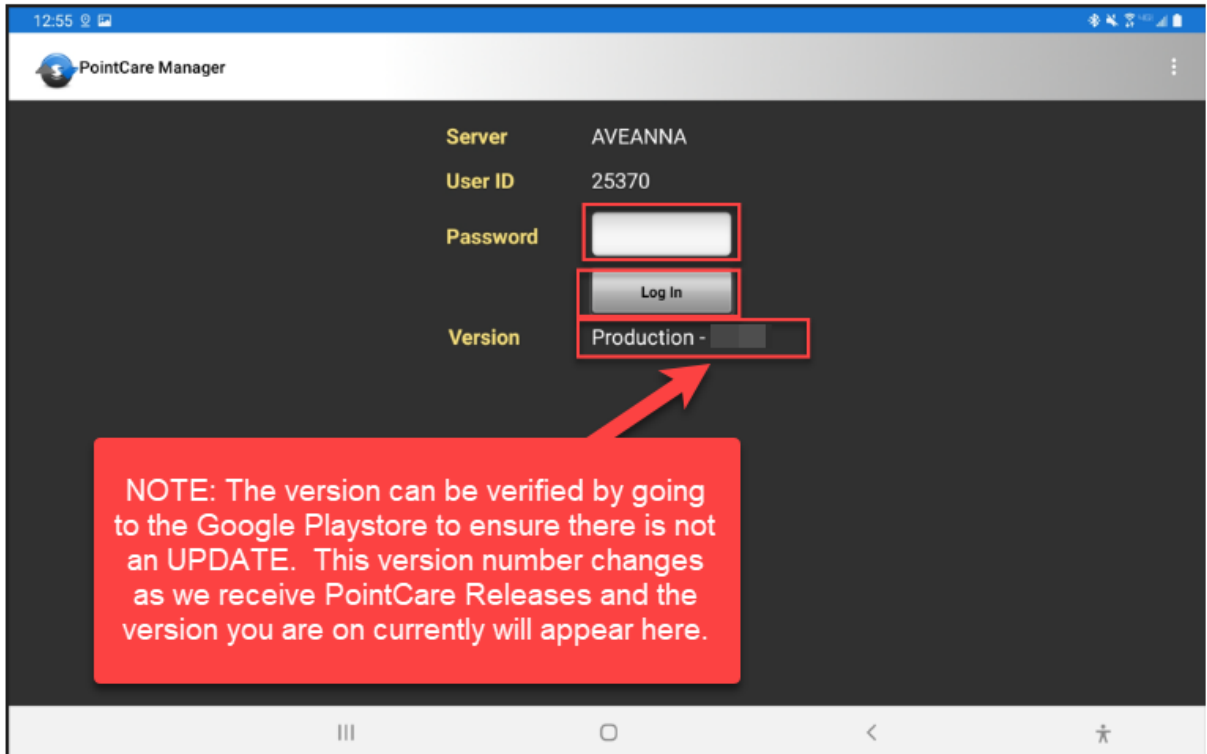 12:55
PointCare Manager
Server AVEANNA
User ID 25370
Password
Log In
Version Production -
NOTE: The version can be verified by going
to the Google Playstore to ensure there is not
an UPDATE. This version number changes
as we receive PointCare Releases and the
version you are on currently will appear here.